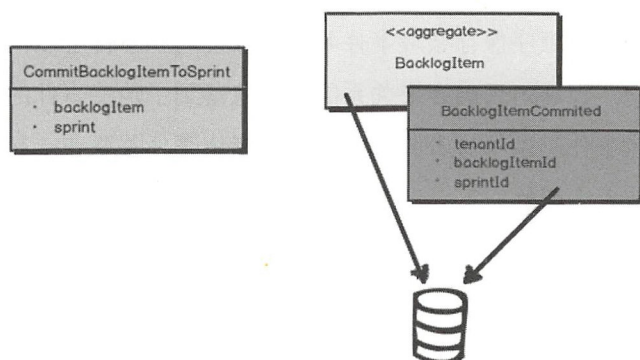 CommitBacklogItemToSprint
· backlogItem
· sprint
<<aggregate>>
BacklogItem
BacklogItemCommited
· tenantId
· backlogItemId
· sprintId